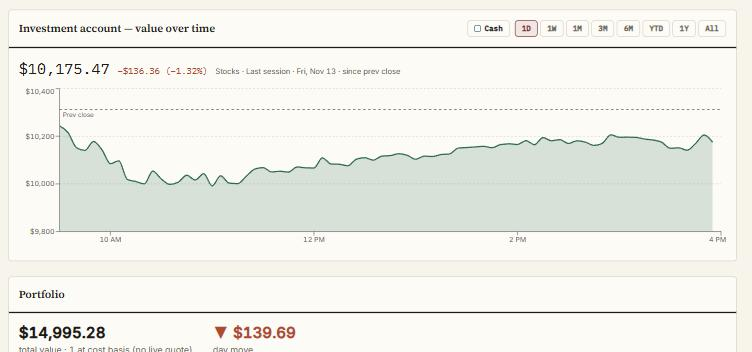 Investment account — value over time
Cash 1D 1W 1M 3M 6M YTD 1Y All
$10,175.47 −$136.36 (−1.32%) Stocks · Last session · Fri, Nov 13 · since prev close
$10,400
Prev close
$10,200
$10,000
$9,800
10 AM 12 PM 2 PM 4 PM
Portfolio
$14,995.28 ▼ $139.69
total value · 1 at cost basis (no live quote) day move